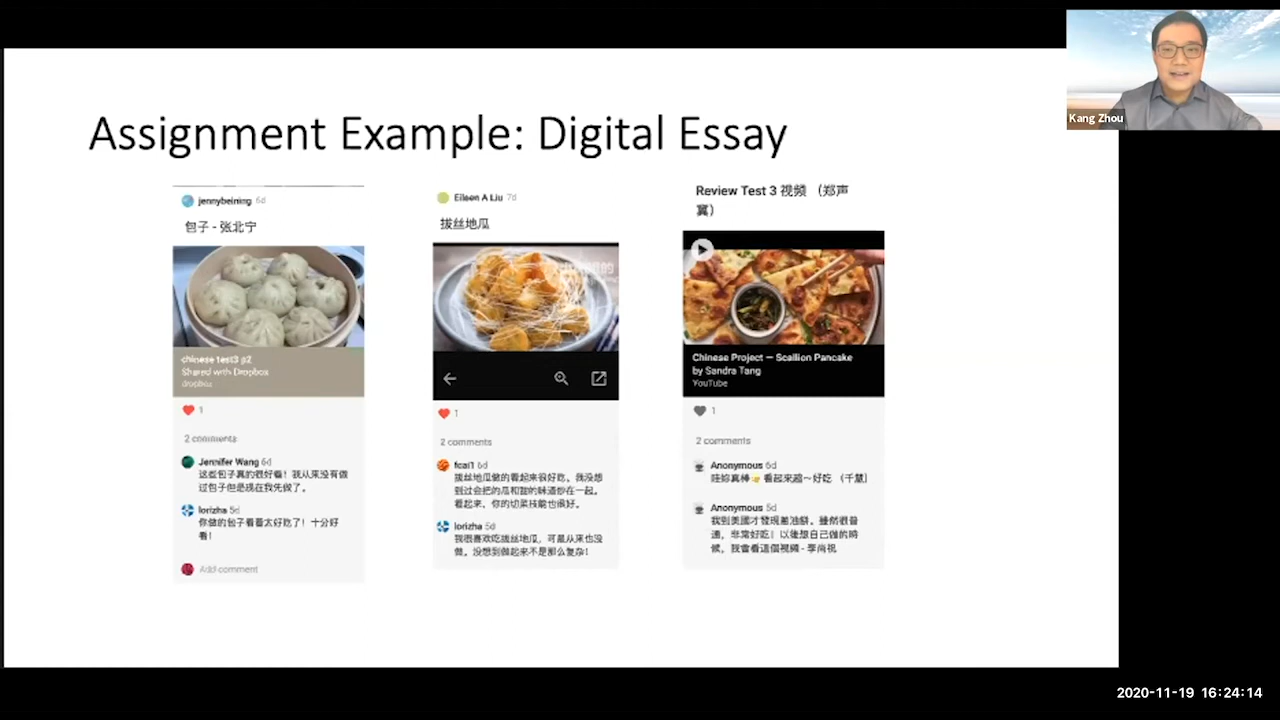 Kang Zhou
Assignment Example: Digital Essay
jennybeining 6d
包子 - 张北宁
chinese test3 p2
Shared with Dropbox
dropbox
1
2 comments
Jennifer Wang 6d
这些包子真的很好看！我从来没有做
过包子但是现在我先做了。
lorizha 5d
你做的包子看着太好吃了！十分好
看！
Add comment
Eileen A Liu 7d
拔丝地瓜
1
2 comments
fcai1 6d
拔丝地瓜做的看起来很好吃。我没想
到过会把的瓜和甜的味道炒在一起。
看起来，你的切菜技能也很好。
lorizha 5d
我很喜欢吃拔丝地瓜，可是从来也没
做。没想到做起来不是那么复杂！
Review Test 3 视频 （郑声
冀）
Chinese Project — Scallion Pancake
by Sandra Tang
YouTube
1
2 comments
Anonymous 6d
哇妳真棒 看起來超～好吃 （千慧）
Anonymous 5d
我到美國才發現蔥油餅。雖然很普
通，非常好吃！以後想自己做的時
候，我會看這個視頻 - 李尚
2020-11-19 16:24:14